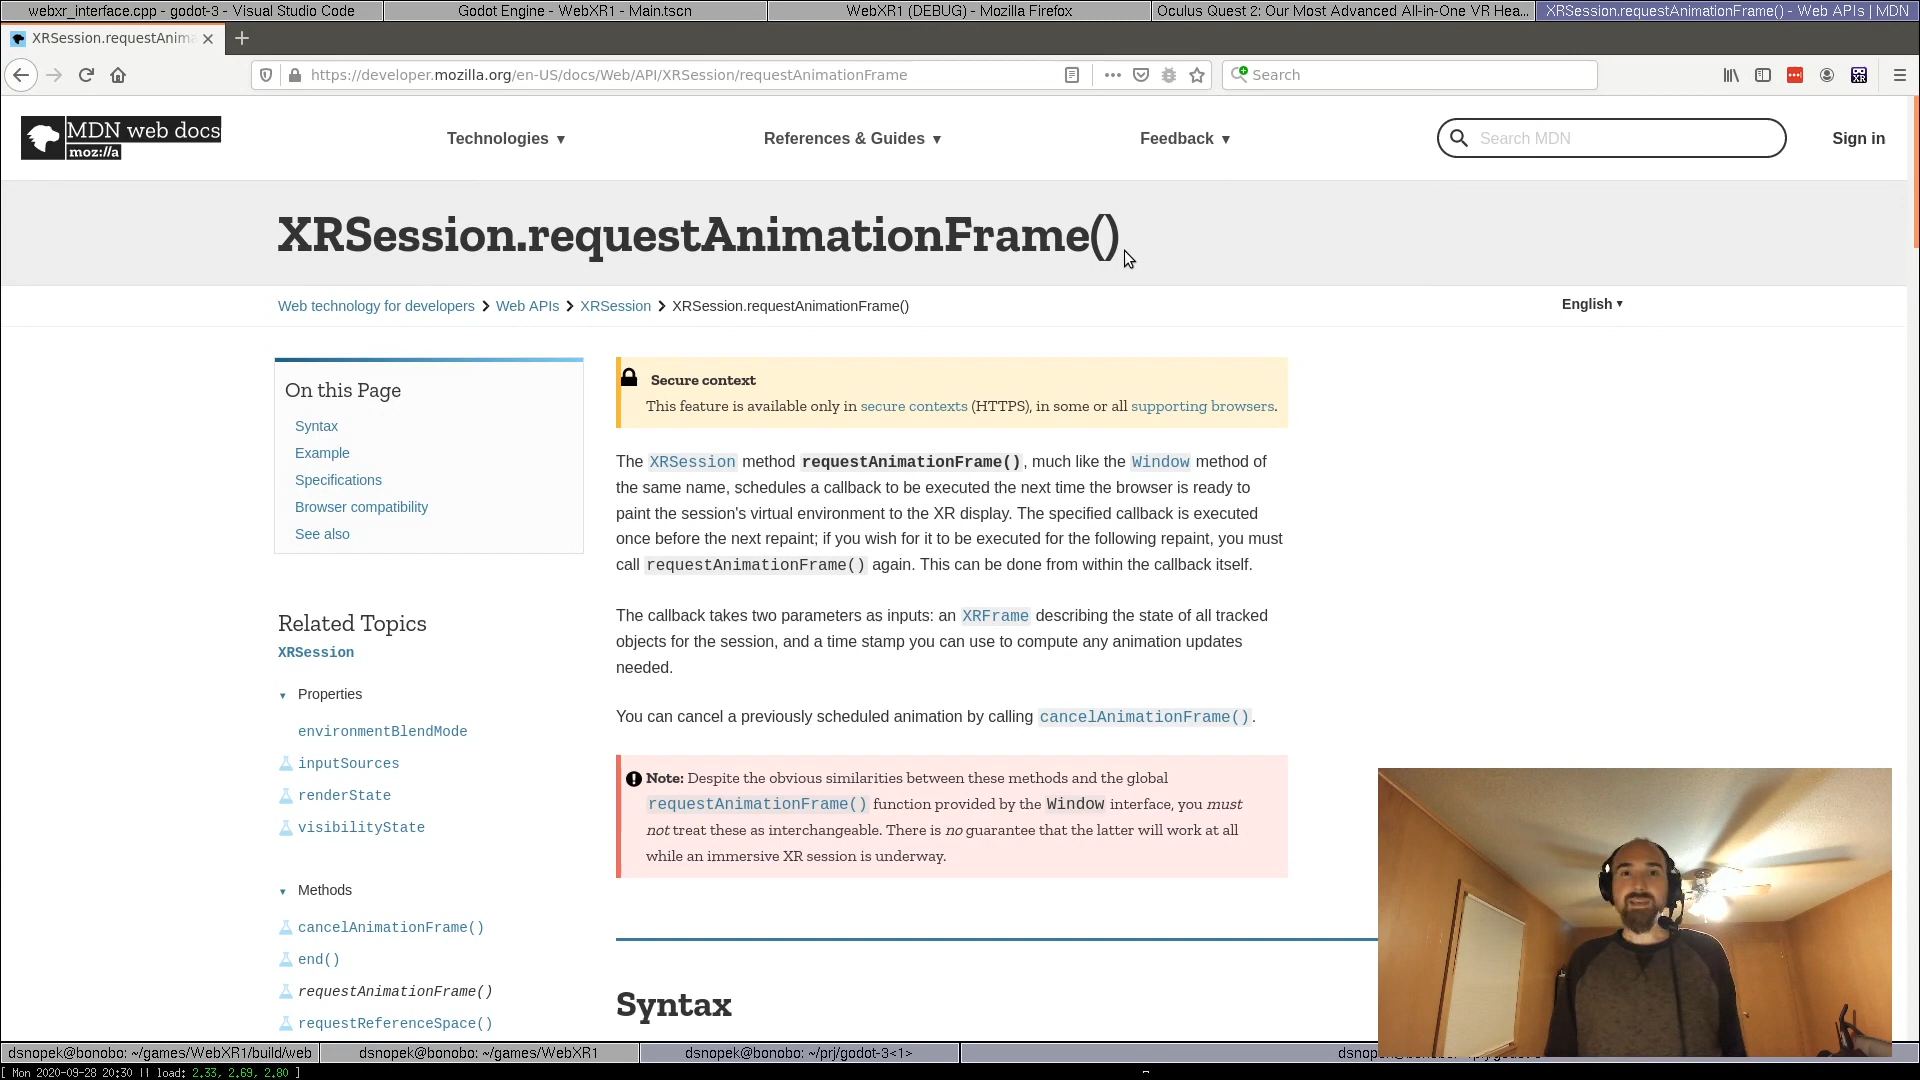 webxr_interface.cpp - godot-3 - Visual Studio Code
Godot Engine - WebXR1 - Main.tscn
WebXR1 (DEBUG) - Mozilla Firefox
Oculus Quest 2: Our Most Advanced All-in-One VR Hea...
XRSession.requestAnimationFrame() - Web APIs | MDN
XRSession.requestAnima
https://developer.mozilla.org/en-US/docs/Web/API/XRSession/requestAnimationFrame
Search
XR
MDN web docs
moz://a
Technologies ▼
References & Guides ▼
Feedback ▼
Search MDN
Sign in
XRSession.requestAnimationFrame()
Web technology for developers > Web APIs > XRSession > XRSession.requestAnimationFrame()
English ▼
On this Page
Syntax
Example
Specifications
Browser compatibility
See also
Related Topics
XRSession
Properties
environmentBlendMode
inputSources
renderState
visibilityState
Methods
cancelAnimationFrame()
end()
requestAnimationFrame()
requestReferenceSpace()
Secure context
This feature is available only in secure contexts (HTTPS), in some or all supporting browsers.
The XRSession method requestAnimationFrame(), much like the Window method of
the same name, schedules a callback to be executed the next time the browser is ready to
paint the session's virtual environment to the XR display. The specified callback is executed
once before the next repaint; if you wish for it to be executed for the following repaint, you must
call requestAnimationFrame() again. This can be done from within the callback itself.
The callback takes two parameters as inputs: an XRFrame describing the state of all tracked
objects for the session, and a time stamp you can use to compute any animation updates
needed.
You can cancel a previously scheduled animation by calling cancelAnimationFrame().
Note: Despite the obvious similarities between these methods and the global
requestAnimationFrame() function provided by the Window interface, you must
not treat these as interchangeable. There is no guarantee that the latter will work at all
while an immersive XR session is underway.
Syntax
dsnopek@bonobo: ~/games/WebXR1/build/web
dsnopek@bonobo: ~/games/WebXR1
dsnopek@bonobo: ~/prj/godot-3<1>
[ Mon 2020-09-28 20:30 || load: 2.33, 2.69, 2.80 ]